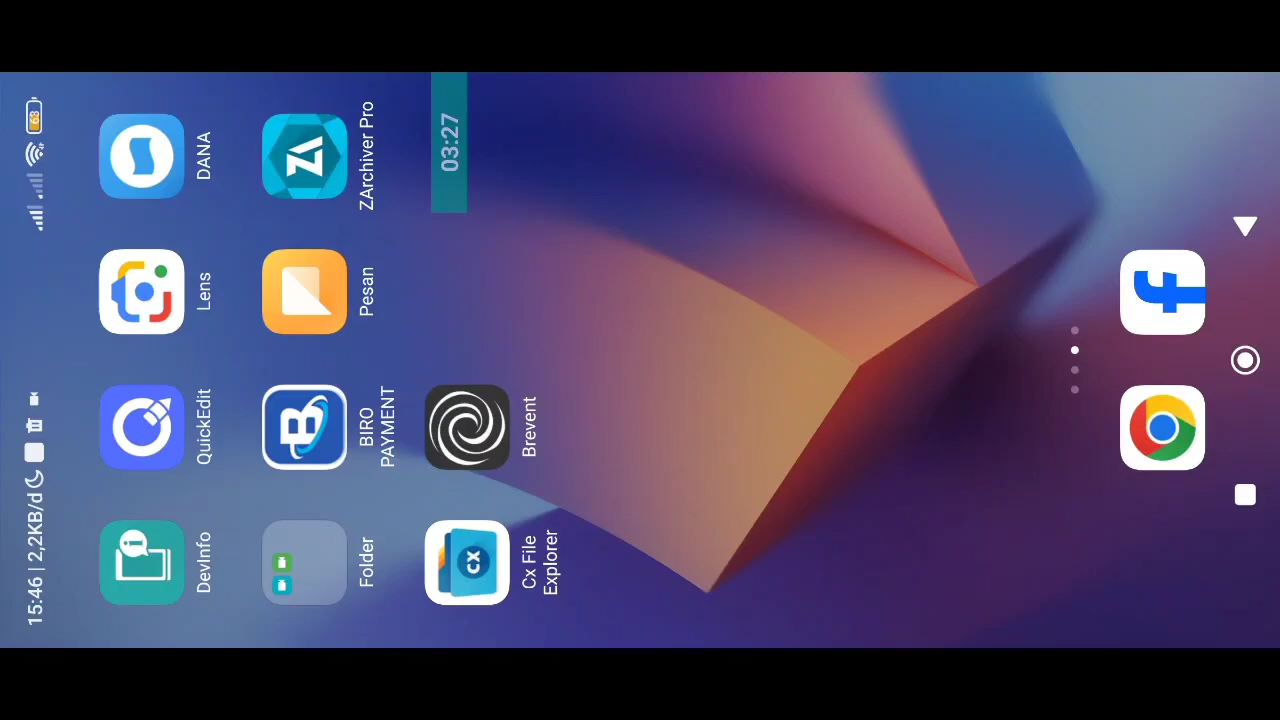 15:46 | 2,2KB/d
68
DevInfo
QuickEdit
Lens
DANA
Folder
BIRO
PAYMENT
Pesan
ZArchiver Pro
Cx File
Explorer
Brevent
03:27